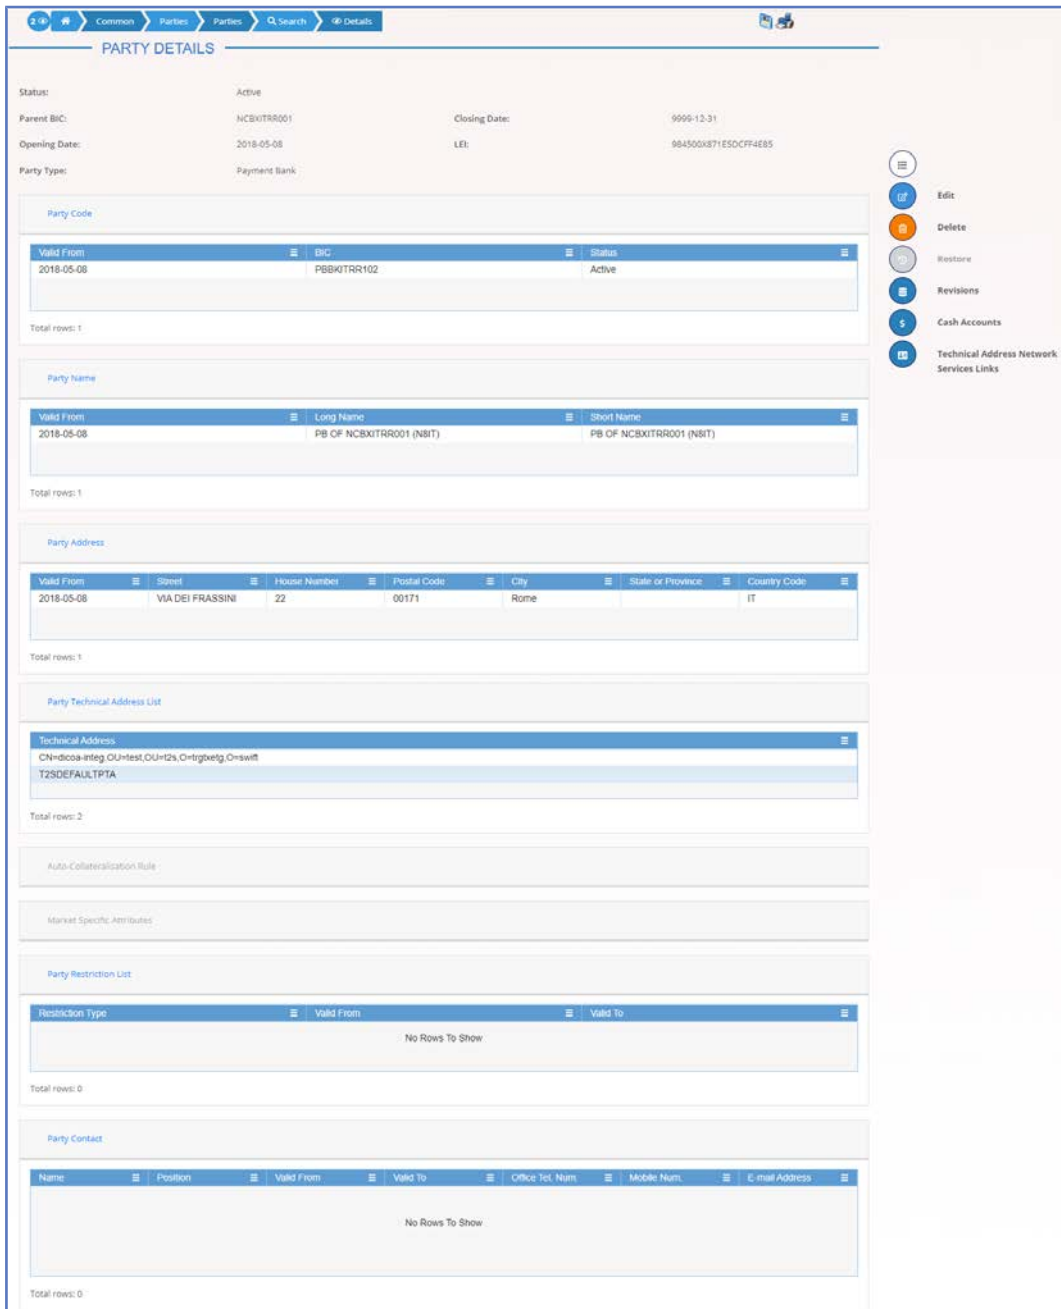 2 Common Parties Parties Search Details
PARTY DETAILS
Status: Active
Parent BIC: NCBXITRR001 Closing Date: 9999-12-31
Opening Date: 2018-05-08 LEI: 984500X871E5DCFF4E85
Party Type: Payment Bank
Edit
Delete
Restore
Revisions
Cash Accounts
Technical Address Network
Services Links
Party Code
Valid From BIC Status
2018-05-08 PBBKITRR102 Active
Total rows: 1
Party Name
Valid From Long Name Short Name
2018-05-08 PB OF NCBXITRR001 (N8IT) PB OF NCBXITRR001 (N8IT)
Total rows: 1
Party Address
Valid From Street House Number Postal Code City State or Province Country Code
2018-05-08 VIA DEI FRASSINI 22 00171 Rome IT
Total rows: 1
Party Technical Address List
Technical Address
CN=dicoa-integ,OU=test,OU=t2s,O=trgtxetg,O=swift
T2SDEFAULTPTA
Total rows: 2
Auto-Collateralization Rule
Market Specific Attributes
Party Restriction List
Restriction Type Valid From Valid To
No Rows To Show
Total rows: 0
Party Contact
Name Position Valid From Valid To Office Tel. Num. Mobile Num. E-mail Address
No Rows To Show
Total rows: 0